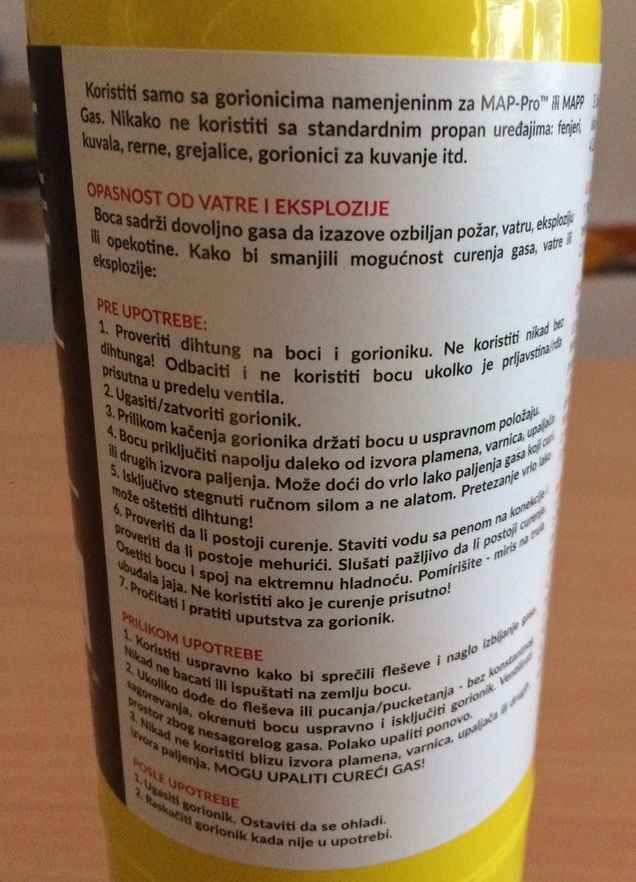 Koristiti samo sa gorionicima namenjeninm za MAP-Pro™ ili MAPP
Gas. Nikako ne koristiti sa standardnim propan uređajima: fenjeri,
kuvala, rerne, grejalice, gorionici za kuvanje itd.
OPASNOST OD VATRE I EKSPLOZIJE
Boca sadrži dovoljno gasa da izazove ozbiljan požar, vatru, eksploziju
ili opekotine. Kako bi smanjili mogućnost curenja gasa, vatre ili
eksplozije:
PRE UPOTREBE:
1. Proveriti dihtung na boci i gorioniku. Ne koristiti nikad bez
dihtunga! Odbaciti i ne koristiti bocu ukolko je prljavstina/rđa
prisutna u predelu ventila.
2. Ugasiti/zatvoriti gorionik.
3. Prilikom kačenja gorionika držati bocu u uspravnom položaju.
4. Bocu priključiti napolju daleko od izvora plamena, varnica, upaljača
ili drugih izvora paljenja. Može doći do vrlo lako paljenja gasa koji curi.
5. Isključivo stegnuti ručnom silom a ne alatom. Pretezanje vrlo lako
može oštetiti dihtung!
6. Proveriti da li postoji curenje. Staviti vodu sa penom na konekcije i
proveriti da li postoje mehurići. Slušati pažljivo da li postoji curenje.
Osetiti bocu i spoj na ektremnu hladnoću. Pomirišite - miris na trula
ubuđala jaja. Ne koristiti ako je curenje prisutno!
7. Pročitati i pratiti uputstva za gorionik.
PRILIKOM UPOTREBE
1. Koristiti uspravno kako bi sprečili fleševe i naglo izbijanje gasa.
Nikad ne bacati ili ispuštati na zemlju bocu.
2. Ukoliko dođe do fleševa ili pucanja/pucketanja - bez konstantnog
sagorevanja, okrenuti bocu uspravno i isključiti gorionik.
prostor zbog nesagorelog gasa. Polako upaliti ponovo.
3. Nikad ne koristiti blizu izvora plamena, varnica, upaljača ili drugih
izvora paljenja. MOGU UPALITI CUREĆI GAS!
POSLE UPOTREBE
1. Ugasiti gorionik. Ostaviti da se ohladi.
2. Raskačiti gorionik kada nije u upotrebi.